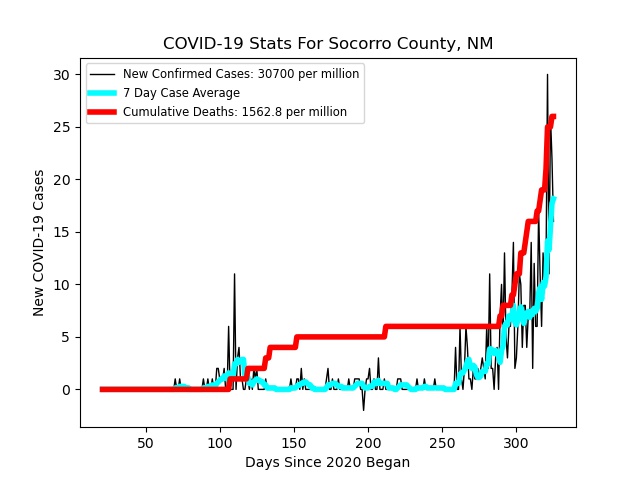 COVID-19 Stats For Socorro County, NM
New Confirmed Cases: 30700 per million
7 Day Case Average
Cumulative Deaths: 1562.8 per million
New COVID-19 Cases
30
25
20
15
10
5
0
50
100
150
200
250
300
Days Since 2020 Began